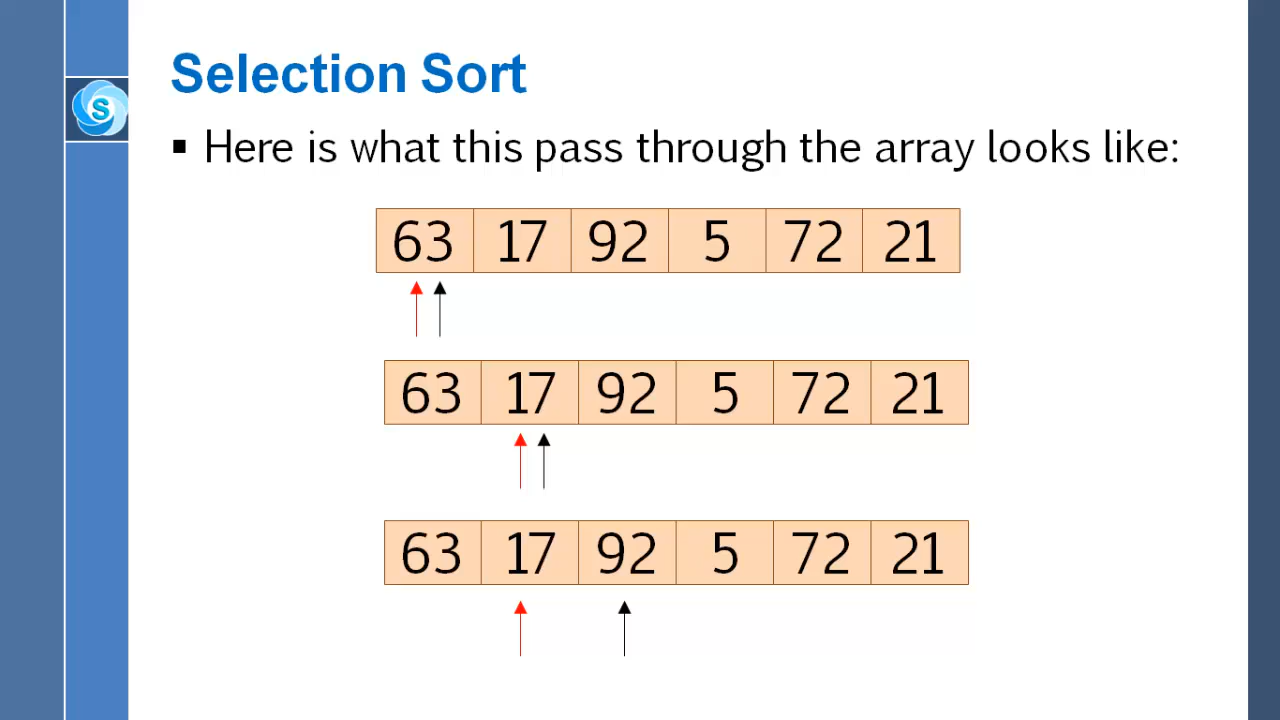 Selection Sort
S
▪ Here is what this pass through the array looks like:
63 17 92 5 72 21
63 17 92 5 72 21
63 17 92 5 72 21